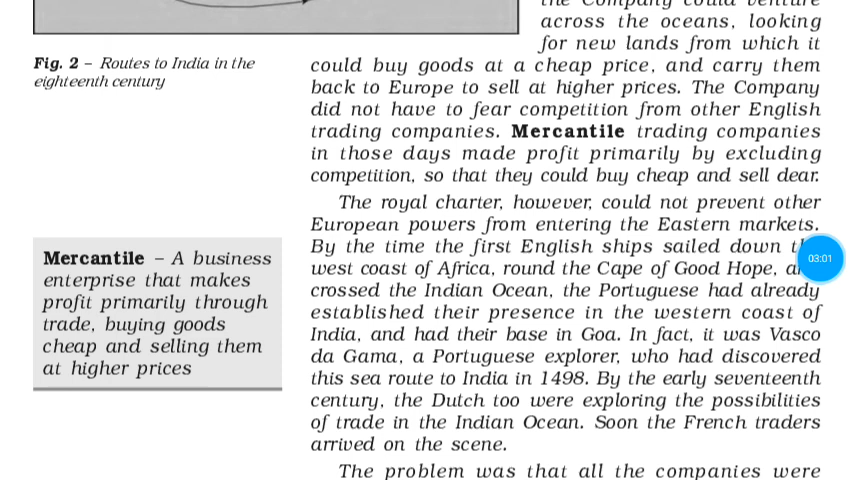 the Company could venture
across the oceans, looking
for new lands from which it
Fig. 2 – Routes to India in the
eighteenth century
could buy goods at a cheap price, and carry them
back to Europe to sell at higher prices. The Company
did not have to fear competition from other English
trading companies. Mercantile trading companies
in those days made profit primarily by excluding
competition, so that they could buy cheap and sell dear.
The royal charter, however, could not prevent other
European powers from entering the Eastern markets.
By the time the first English ships sailed down
west coast of Africa, round the Cape of Good Hope,
crossed the Indian Ocean, the Portuguese had already
established their presence in the western coast of
India, and had their base in Goa. In fact, it was Vasco
da Gama, a Portuguese explorer, who had discovered
this sea route to India in 1498. By the early seventeenth
century, the Dutch too were exploring the possibilities
of trade in the Indian Ocean. Soon the French traders
arrived on the scene.
The problem was that all the companies were
Mercantile – A business
enterprise that makes
profit primarily through
trade, buying goods
cheap and selling them
at higher prices
03:01